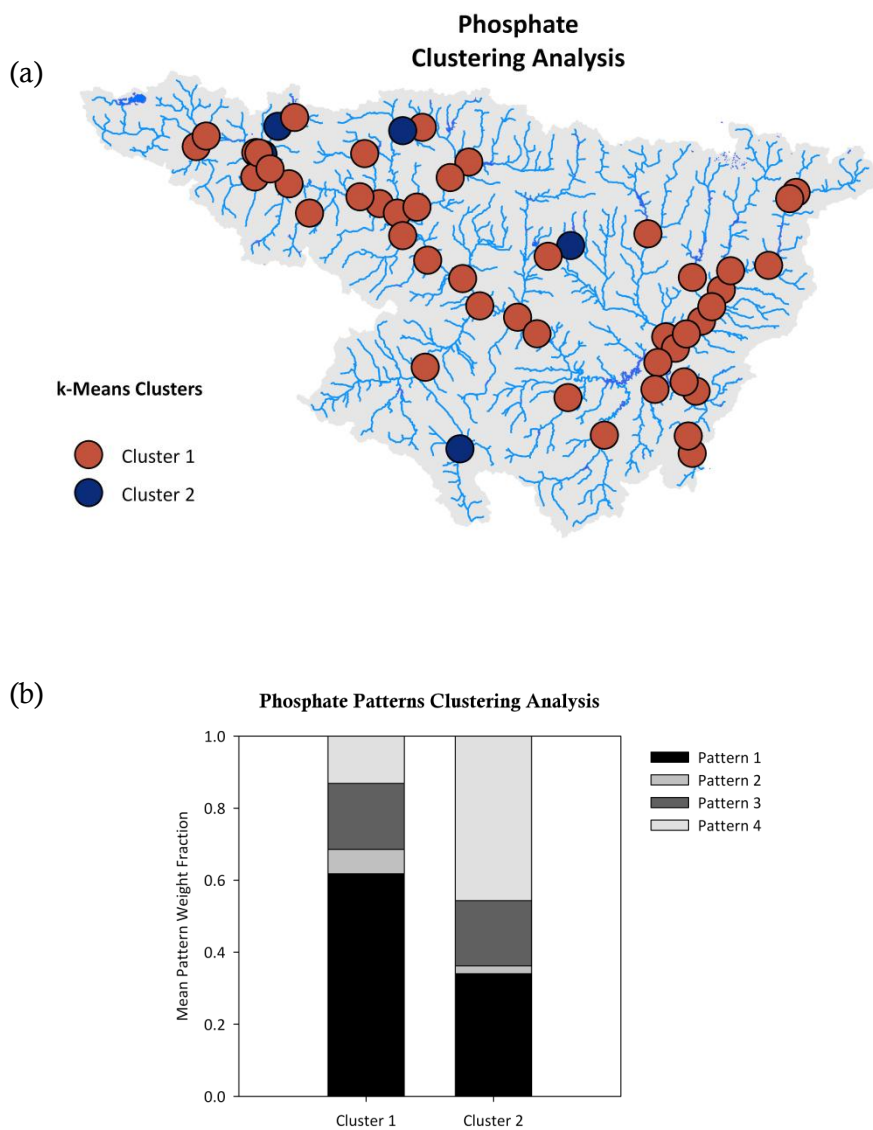 Phosphate
Clustering Analysis
(a)
k-Means Clusters
Cluster 1
Cluster 2
(b)
Phosphate Patterns Clustering Analysis
1.0
0.8
0.6
0.4
0.2
0.0
Mean Pattern Weight Fraction
Cluster 1
Cluster 2
Pattern 1
Pattern 2
Pattern 3
Pattern 4